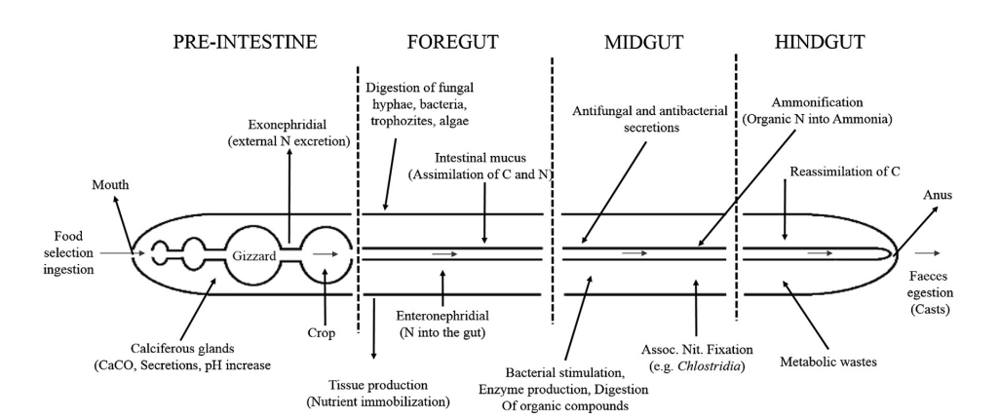 PRE-INTESTINE
FOREGUT
MIDGUT
HINDGUT
Digestion of fungal
hyphae, bacteria,
trophozites, algae
Exonephridial
(external N excretion)
Intestinal mucus
(Assimilation of C and N)
Antifungal and antibacterial
secretions
Ammonification
(Organic N into Ammonia)
Reassimilation of C
Mouth
Anus
Food
selection
ingestion
Gizzard
Faeces
egestion
(Casts)
Calciferous glands
(CaCO, Secretions, pH increase
Crop
Enteronephridial
(N into the gut)
Tissue production
(Nutrient immobilization)
Bacterial stimulation,
Enzyme production, Digestion
Of organic compounds
Assoc. Nit. Fixation
(e.g. Chlostridia)
Metabolic wastes